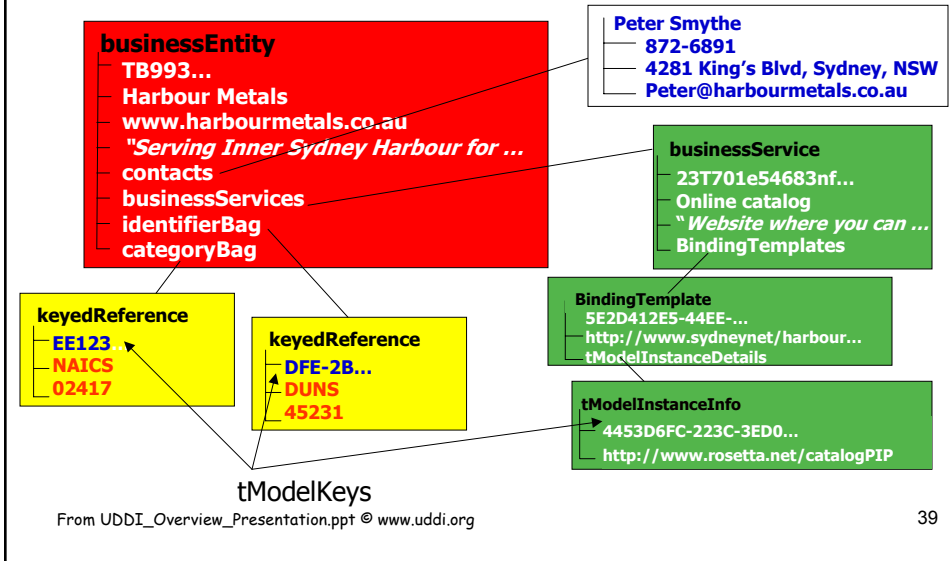 businessEntity
TB993...
Harbour Metals
www.harbourmetals.co.au
"Serving Inner Sydney Harbour for ...
contacts
businessServices
identifierBag
categoryBag
Peter Smythe
872-6891
4281 King's Blvd, Sydney, NSW
Peter@harbourmetals.co.au
businessService
23T701e54683nf...
Online catalog
"Website where you can ...
BindingTemplates
BindingTemplate
5E2D412E5-44EE-...
http://www.sydneynet/harbour...
tModelInstanceDetails
tModelInstanceInfo
4453D6FC-223C-3ED0...
http://www.rosetta.net/catalogPIP
keyedReference
EE123...
NAICS
02417
keyedReference
DFE-2B...
DUNS
45231
tModelKeys
From UDDI_Overview_Presentation.ppt © www.uddi.org
39